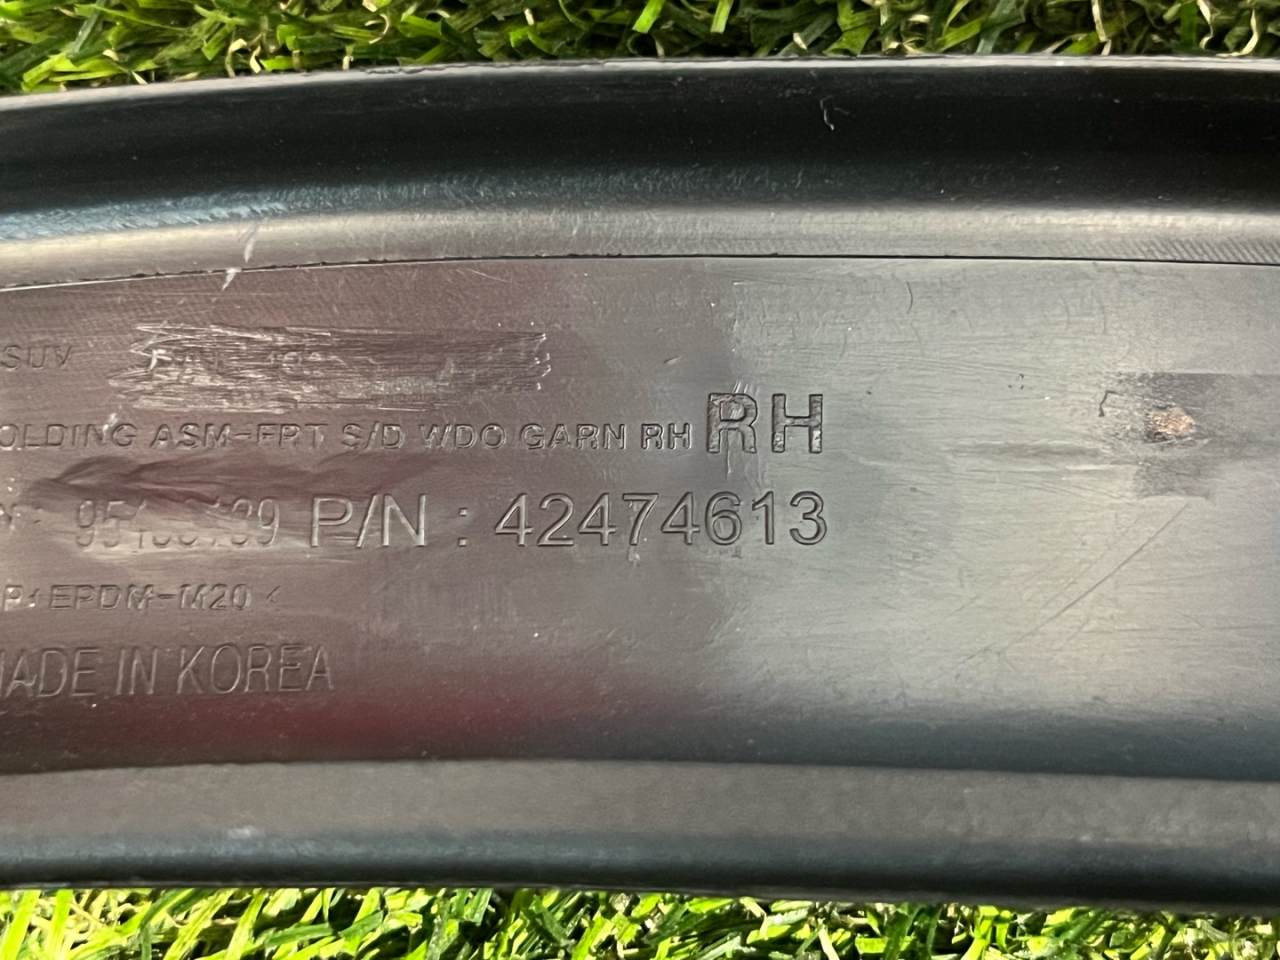 SUV
OLDING ASM-FRT S/D WDO GARN RH RH
P/N : 42474613
EPDM-M20 <
MADE IN KOREA